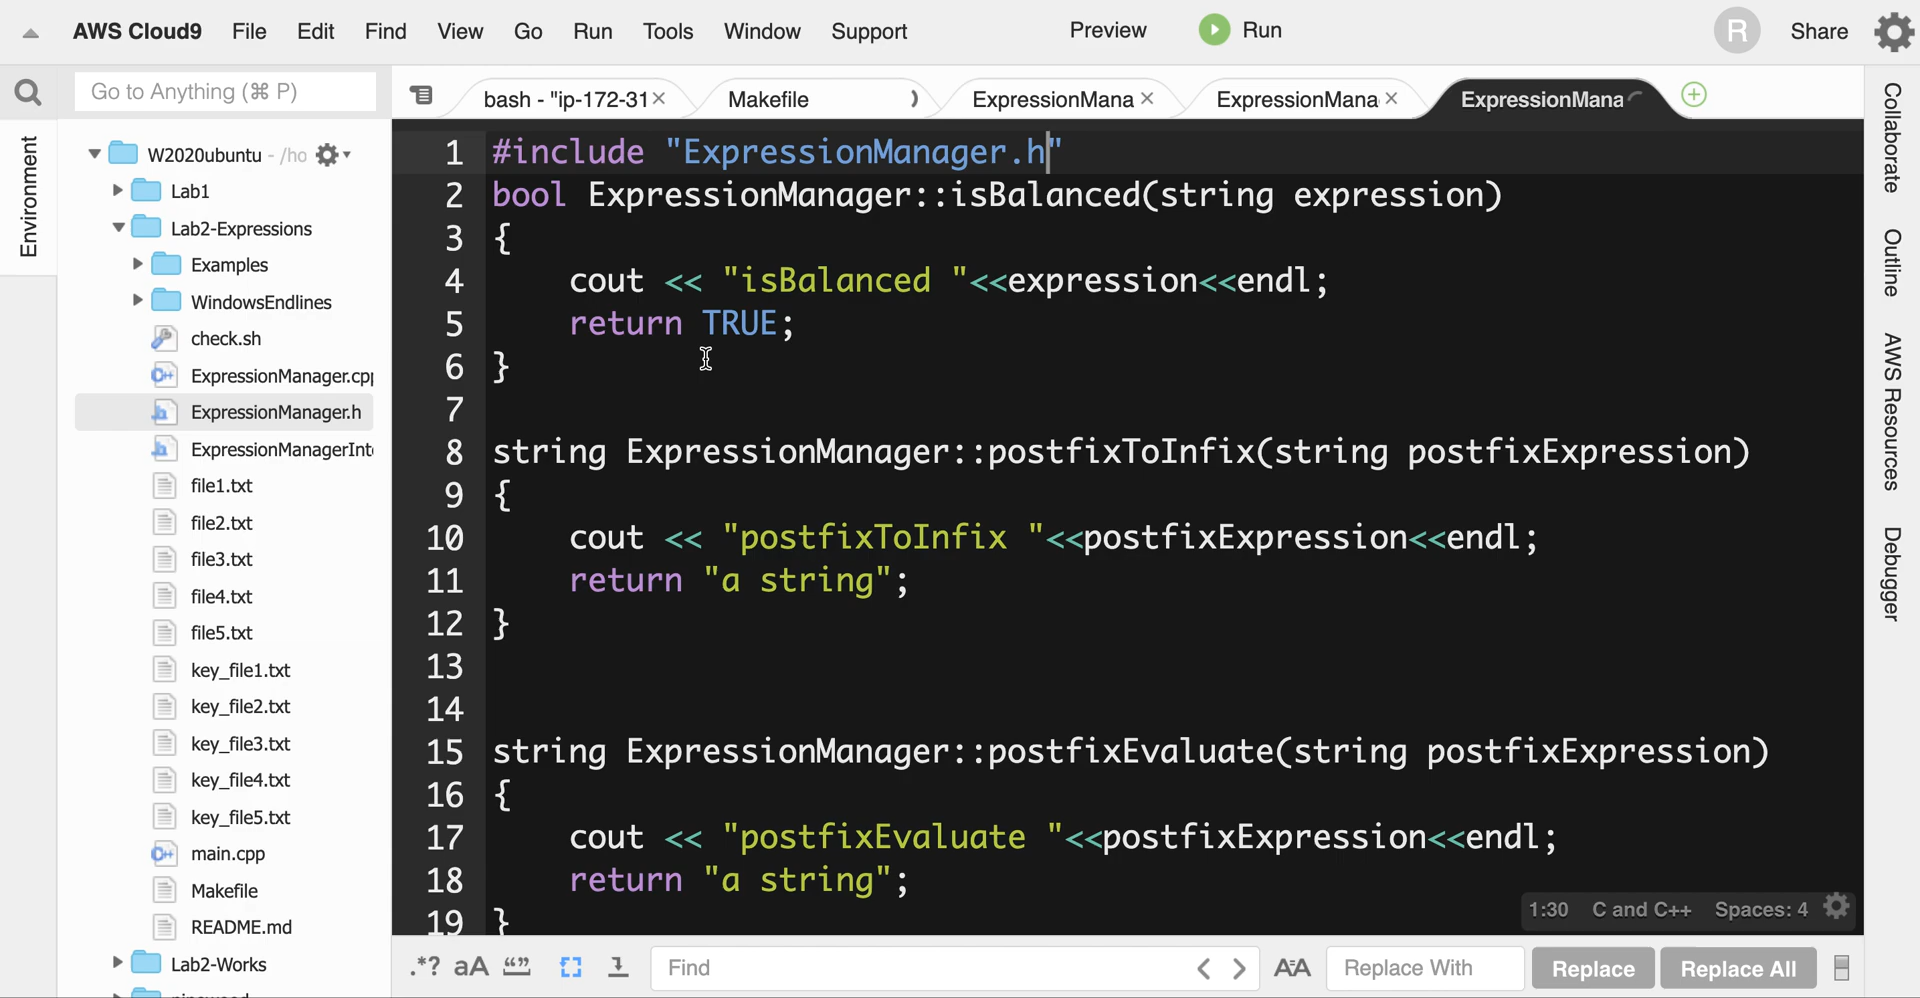 AWS Cloud9 File Edit Find View Go Run Tools Window Support Preview Run R Share
Go to Anything (⌘ P)
bash - "ip-172-31 Makefile ExpressionMana ExpressionMana ExpressionMana
Environment
W2020ubuntu - /ho
Lab1
Lab2-Expressions
Examples
WindowsEndlines
check.sh
ExpressionManager.cp
ExpressionManager.h
ExpressionManagerInt
file1.txt
file2.txt
file3.txt
file4.txt
file5.txt
key_file1.txt
key_file2.txt
key_file3.txt
key_file4.txt
key_file5.txt
main.cpp
Makefile
README.md
Lab2-Works
1 #include "ExpressionManager.h"
2 bool ExpressionManager::isBalanced(string expression)
3 {
4 cout << "isBalanced "<<expression<<endl;
5 return TRUE;
6 }
7
8 string ExpressionManager::postfixToInfix(string postfixExpression)
9 {
10 cout << "postfixToInfix "<<postfixExpression<<endl;
11 return "a string";
12 }
13
14
15 string ExpressionManager::postfixEvaluate(string postfixExpression)
16 {
17 cout << "postfixEvaluate "<<postfixExpression<<endl;
18 return "a string";
19 }
1:30 C and C++ Spaces: 4
.*? aA “” Find < > AA Replace With Replace Replace All
Collaborate
Outline
AWS Resources
Debugger